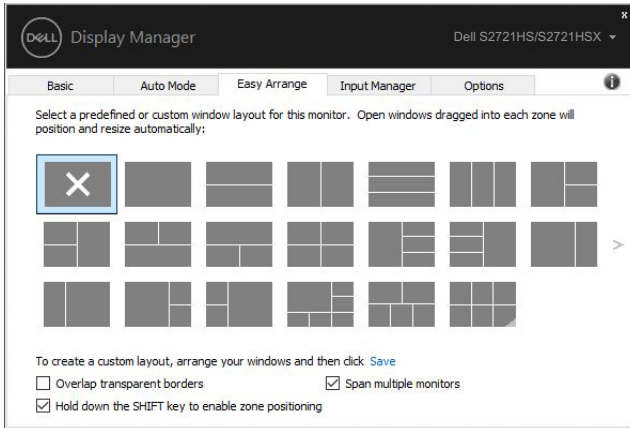 x
DELL Display Manager Dell S2721HS/S2721HSX
Basic Auto Mode Easy Arrange Input Manager Options
Select a predefined or custom window layout for this monitor. Open windows dragged into each zone will
position and resize automatically:
To create a custom layout, arrange your windows and then click Save
Overlap transparent borders Span multiple monitors
Hold down the SHIFT key to enable zone positioning